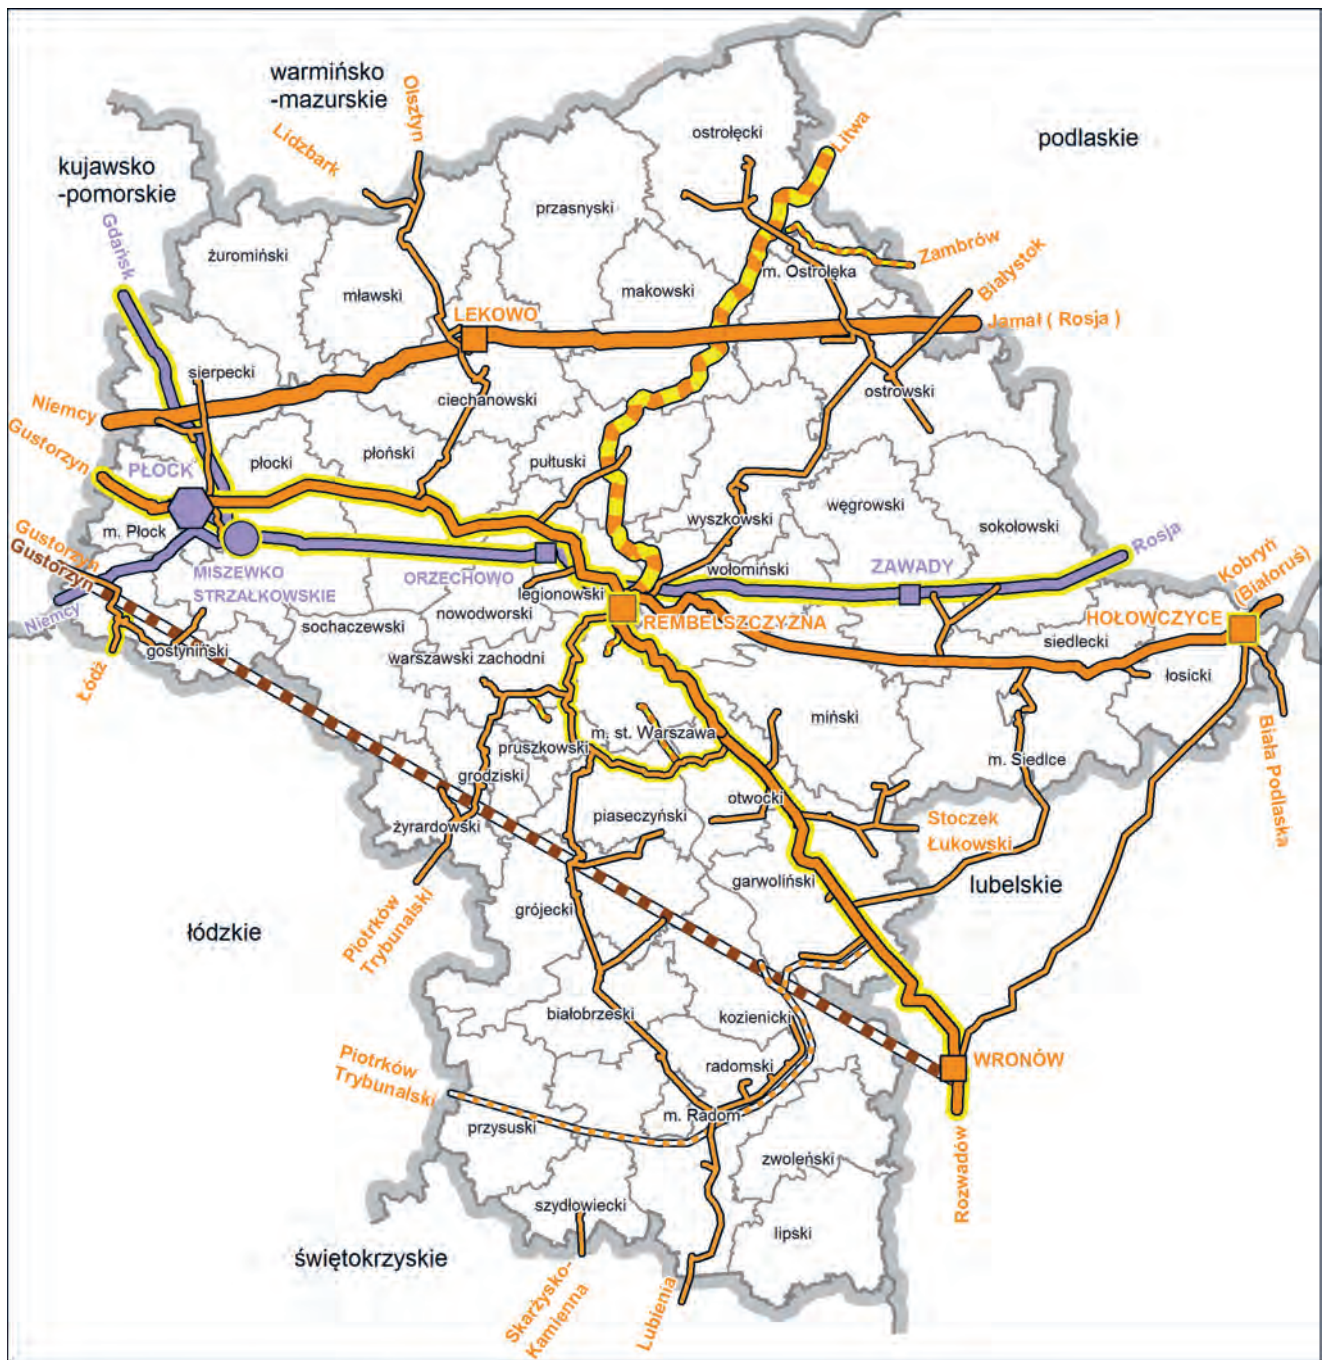 warmińsko
-mazurskie
Olsztyn
Lidzbark
ostrołęcki
Litwa
podlaskie
kujawsko
-pomorskie
Gdańsk
przasnyski
żuromiński
Zambrów
m. Ostrołęka
Białystok
mławski
makowski
LEKOWO
Jamał ( Rosja )
sierpecki
ciechanowski
ostrowski
Niemcy
Gustorzyn
PŁOCK
płocki
płoński
pułtuski
węgrowski
wyszkowski
sokołowski
m. Płock
Rosja
Gustorzyn
Gustorzyn
MISZEWKO
STRZAŁKOWSKIE
ORZECHOWO
wołomiński
ZAWADY
Kobryń
(Białoruś)
Niemcy
legionowski
nowodworski
sochaczewski
REMBELSZCZYZNA
HOŁOWCZYCE
siedlecki
gostyniński
warszawski zachodni
łosicki
Łódź
miński
m. st. Warszawa
pruszkowski
m. Siedlce
Biała Podlaska
grodziski
otwocki
piaseczyński
żyrardowski
Stoczek
Łukowski
garwoliński
lubelskie
grójecki
Piotrków
Trybunalski
łódzkie
białobrzeski
kozienicki
Piotrków
Trybunalski
radomski
WRONÓW
m. Radom
przysuski
zwoleński
Rozwadów
szydłowiecki
lipski
świętokrzyskie
Skarżysko-
Kamienna
Lubienia